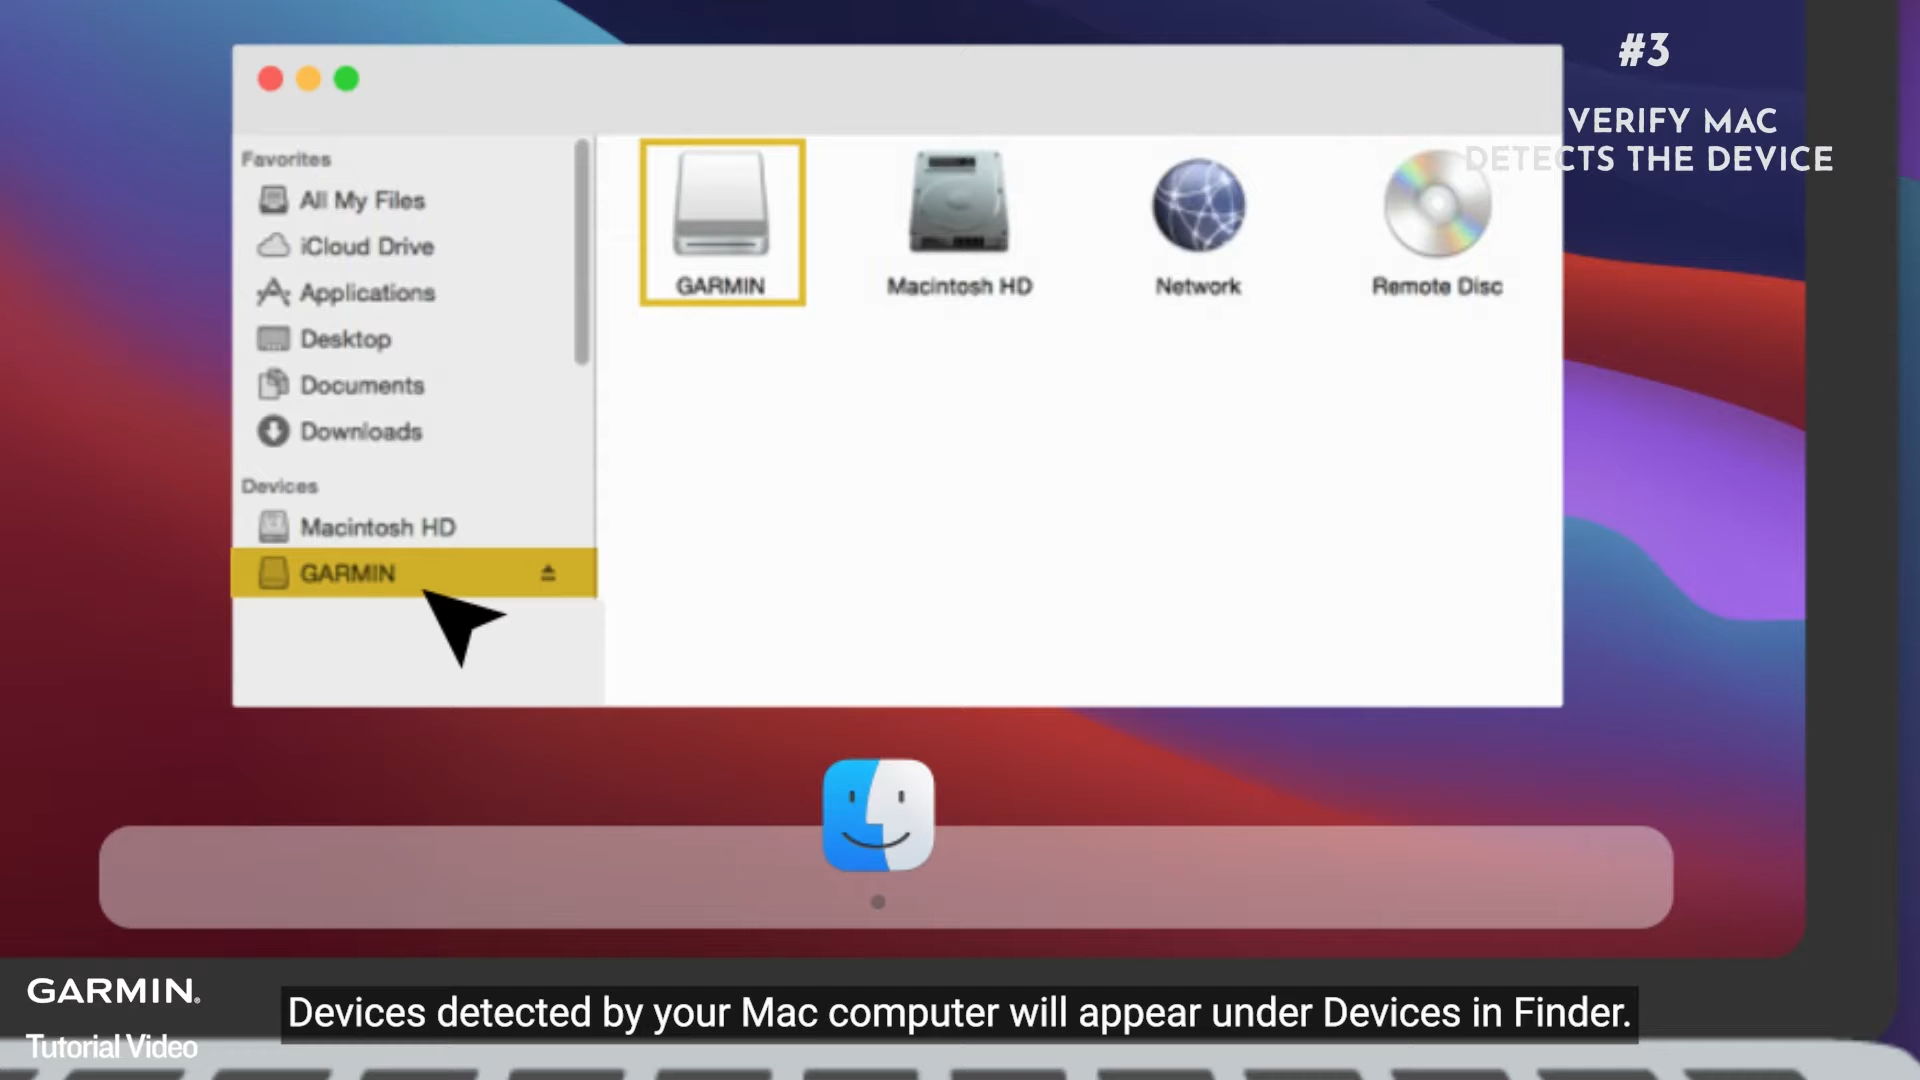 #3
VERIFY MAC
DETECTS THE DEVICE
Favorites
All My Files
iCloud Drive
Applications
Desktop
Documents
Downloads
Devices
Macintosh HD
GARMIN
GARMIN
Macintosh HD
Network
Remote Disc
GARMIN®
Tutorial Video
Devices detected by your Mac computer will appear under Devices in Finder.